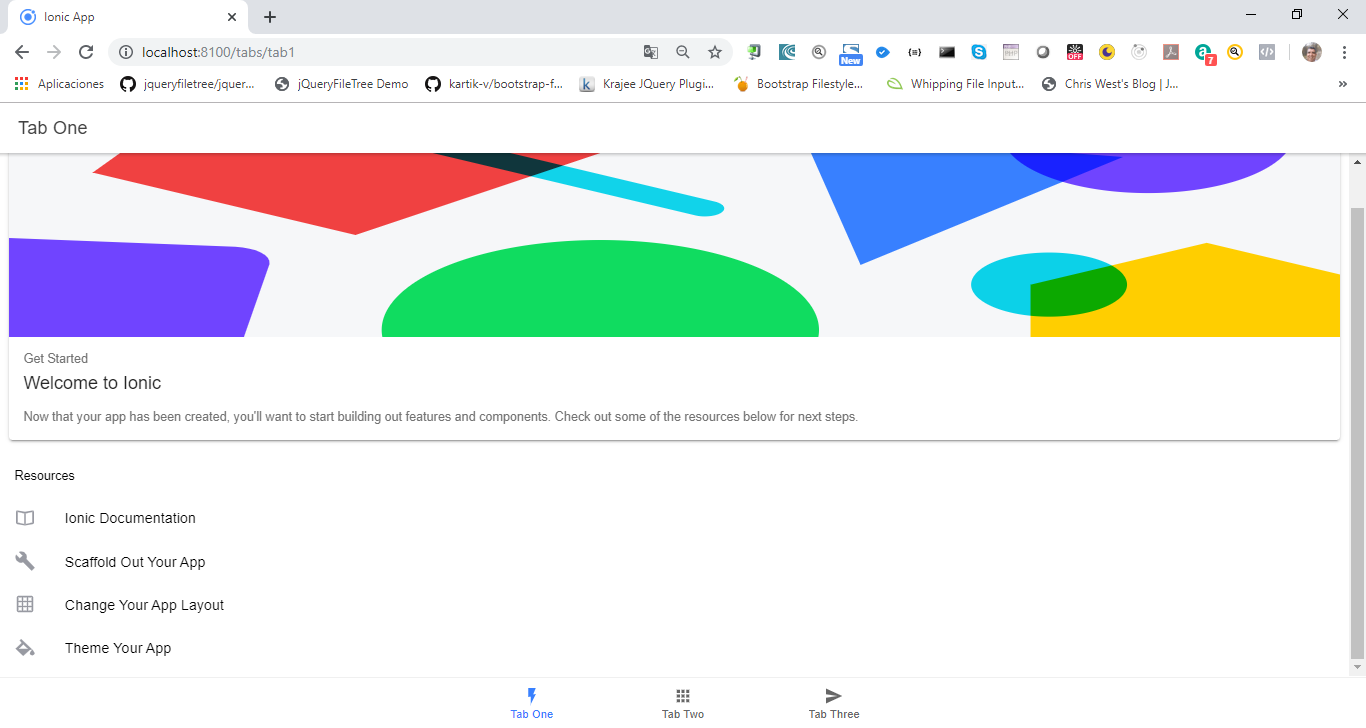 Ionic App
localhost:8100/tabs/tab1
New
{≡}
OFF
7
Aplicaciones
jqueryfiletree/jquer...
jQueryFileTree Demo
kartik-v/bootstrap-f...
Krajee JQuery Plugi...
Bootstrap Filestyle...
Whipping File Input...
Chris West's Blog | J...
»
Tab One
Get Started
Welcome to Ionic
Now that your app has been created, you'll want to start building out features and components. Check out some of the resources below for next steps.
Resources
Ionic Documentation
Scaffold Out Your App
Change Your App Layout
Theme Your App
Tab One
Tab Two
Tab Three